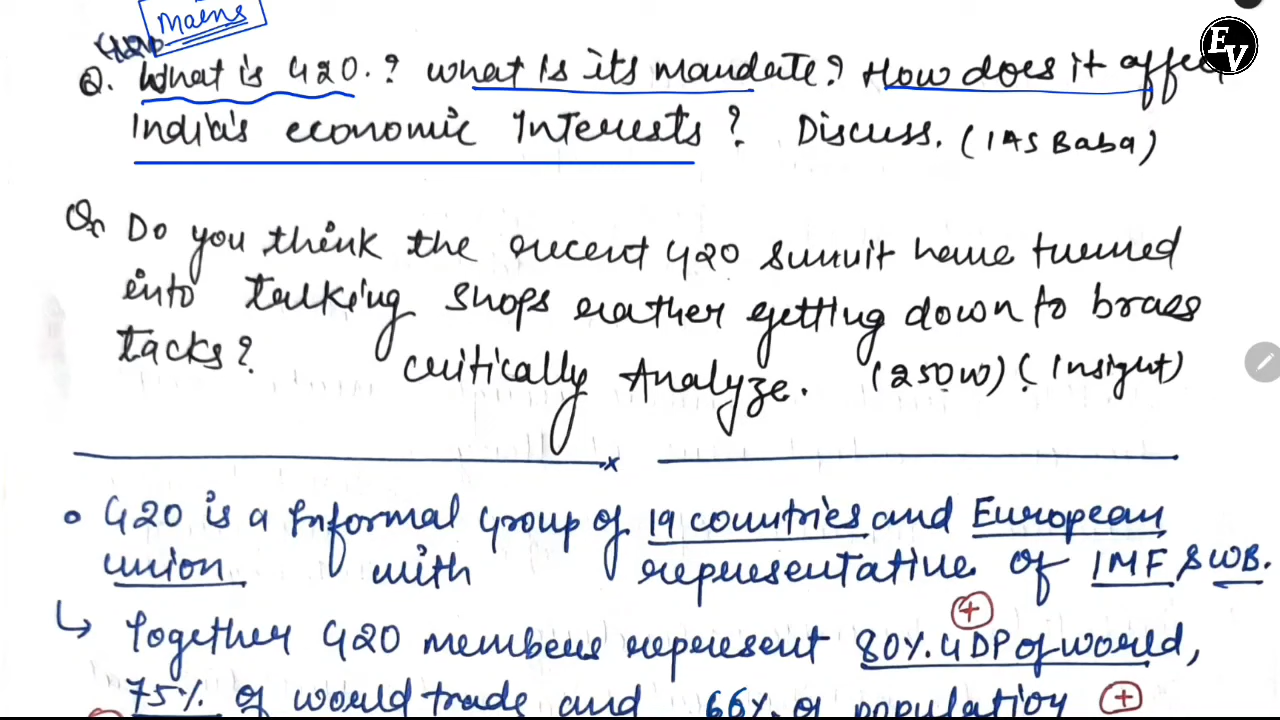 Mains
EV
Q. What is G20.? What is its mandate? How does it affect
India's economic Interests? Discuss. (IAS Baba)
Q. Do you think the recent G20 summit have turned
into talking shops rather getting down to brass
tacks? Critically Analyze. (250W) (Insight)
• G20 is a Informal Group of 19 countries and European
union with representative of IMF & WB.
↳ Together G20 members represent 80% GDP of world,
75% of world trade and 66% of population